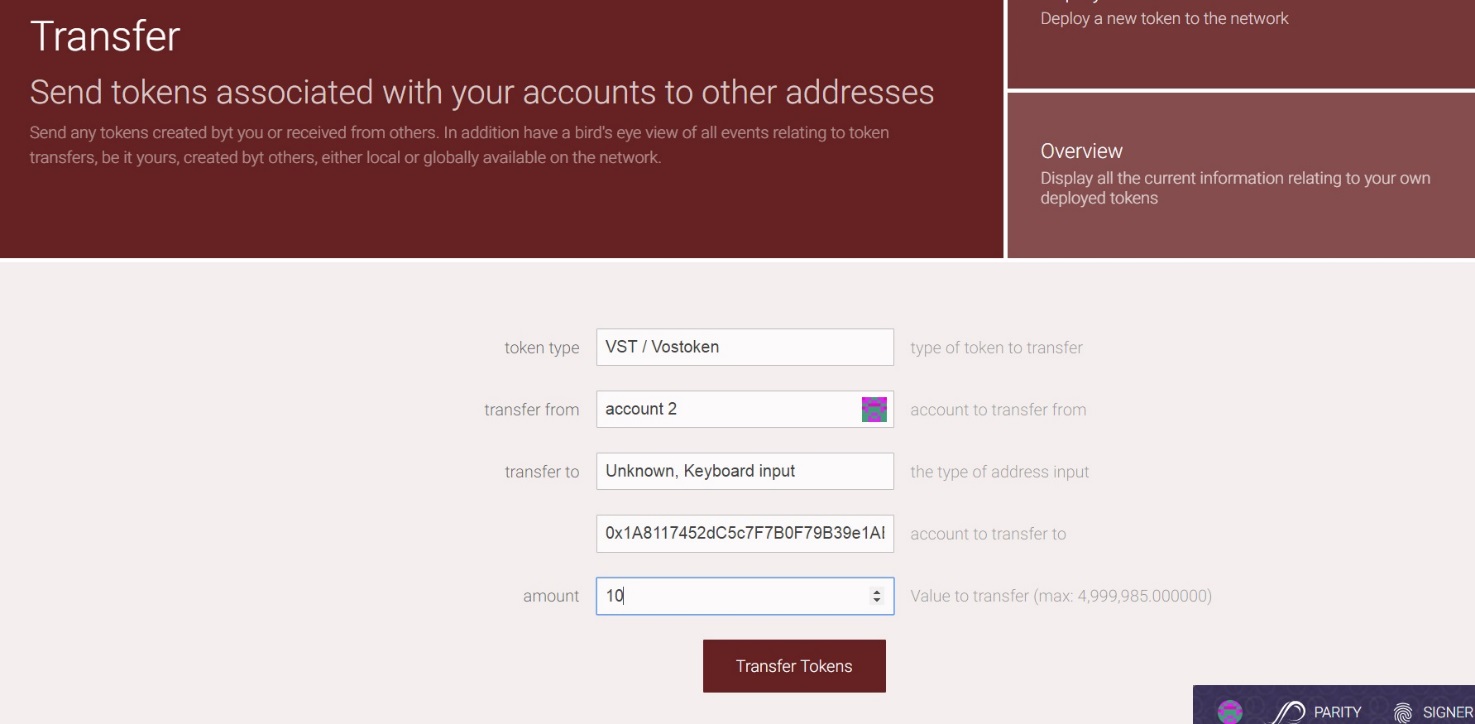 Transfer
Send tokens associated with your accounts to other addresses
Send any tokens created byt you or received from others. In addition have a bird's eye view of all events relating to token
transfers, be it yours, created byt others, either local or globally available on the network.
Deploy a new token to the network
Overview
Display all the current information relating to your own
deployed tokens
token type VST / Vostoken type of token to transfer
transfer from account 2 account to transfer from
transfer to Unknown, Keyboard input the type of address input
0x1A8117452dC5c7F7B0F79B39e1A account to transfer to
amount 10 Value to transfer (max: 4,999,985.000000)
Transfer Tokens
PARITY SIGNER